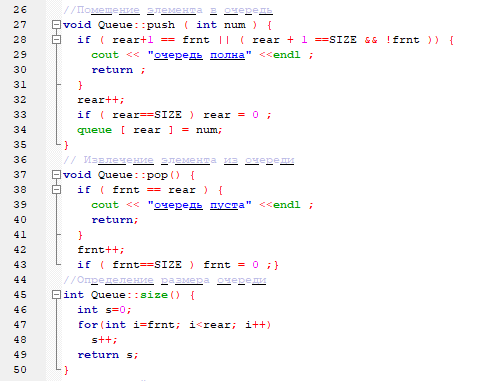 26 //Помещение элемента в очередь
27 void Queue::push ( int num ) {
28 if ( rear+1 == frnt || ( rear + 1 ==SIZE && !frnt )) {
29 cout << "очередь полна" <<endl ;
30 return ;
31 }
32 rear++;
33 if ( rear==SIZE ) rear = 0 ;
34 queue [ rear ] = num;
35 }
36 // Извлечение элемента из очереди
37 void Queue::pop() {
38 if ( frnt == rear ) {
39 cout << "очередь пуста" <<endl ;
40 return;
41 }
42 frnt++;
43 if ( frnt==SIZE ) frnt = 0 ;}
44 //Определение размера очереди
45 int Queue::size() {
46 int s=0;
47 for(int i=frnt; i<rear; i++)
48 s++;
49 return s;
50 }